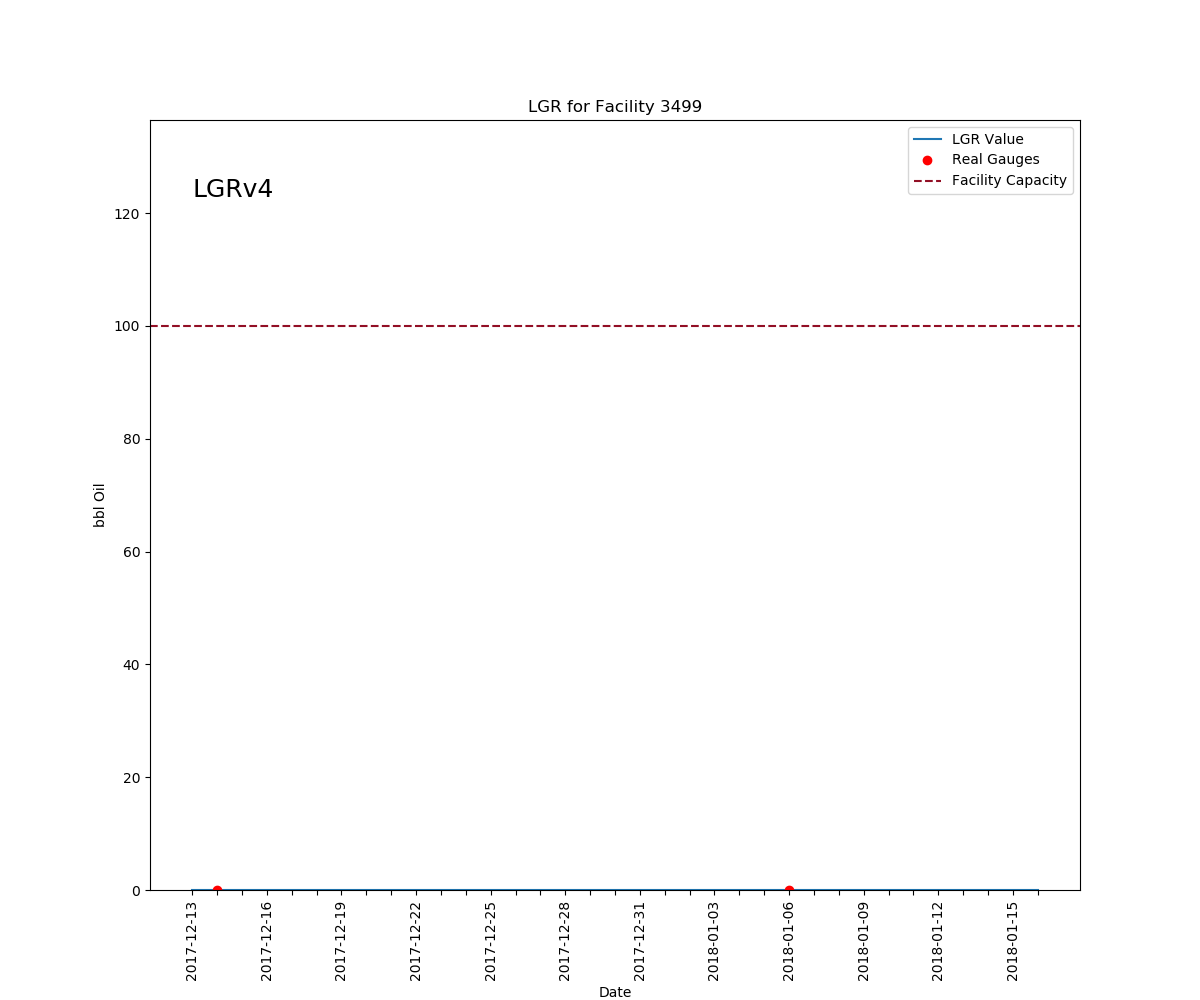 LGR for Facility 3499
LGR Value
Real Gauges
Facility Capacity
LGRv4
120
100
80
60
40
20
0
bbl Oil
2017-12-13
2017-12-16
2017-12-19
2017-12-22
2017-12-25
2017-12-28
2017-12-31
2018-01-03
2018-01-06
2018-01-09
2018-01-12
2018-01-15
Date